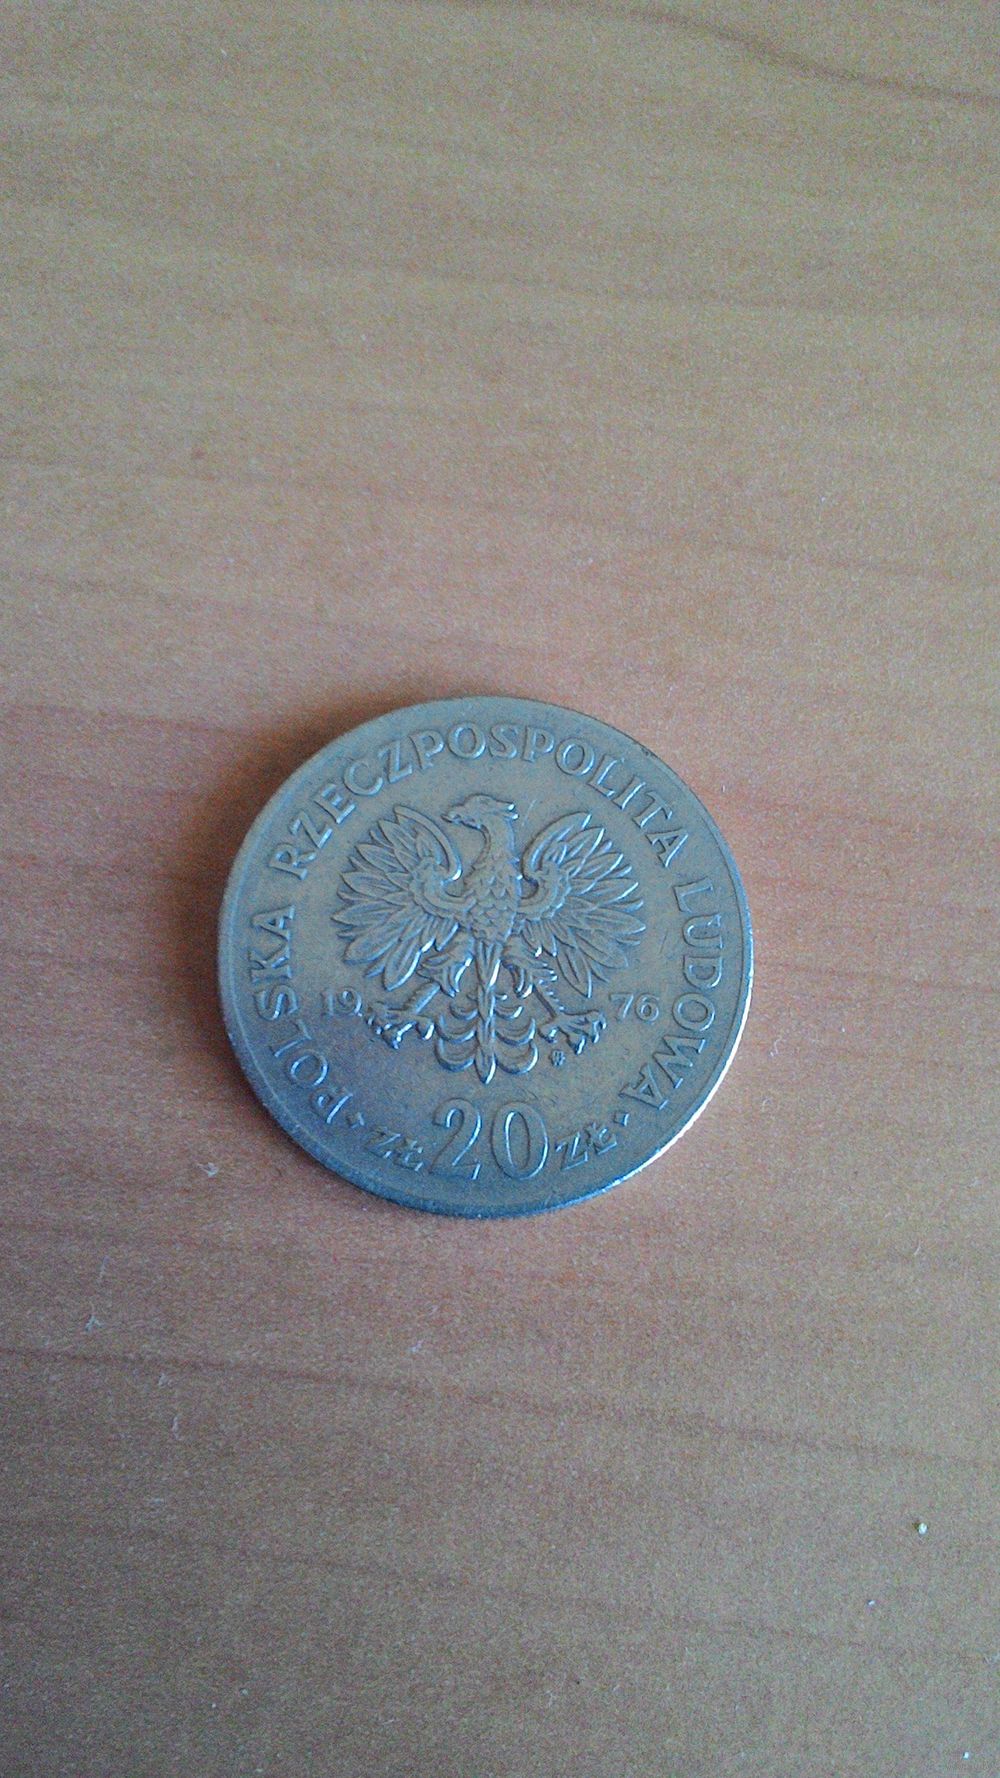 POLSKA RZECZPOSPOLITA LUDOWA
19 76
ZŁ 20 ZŁ